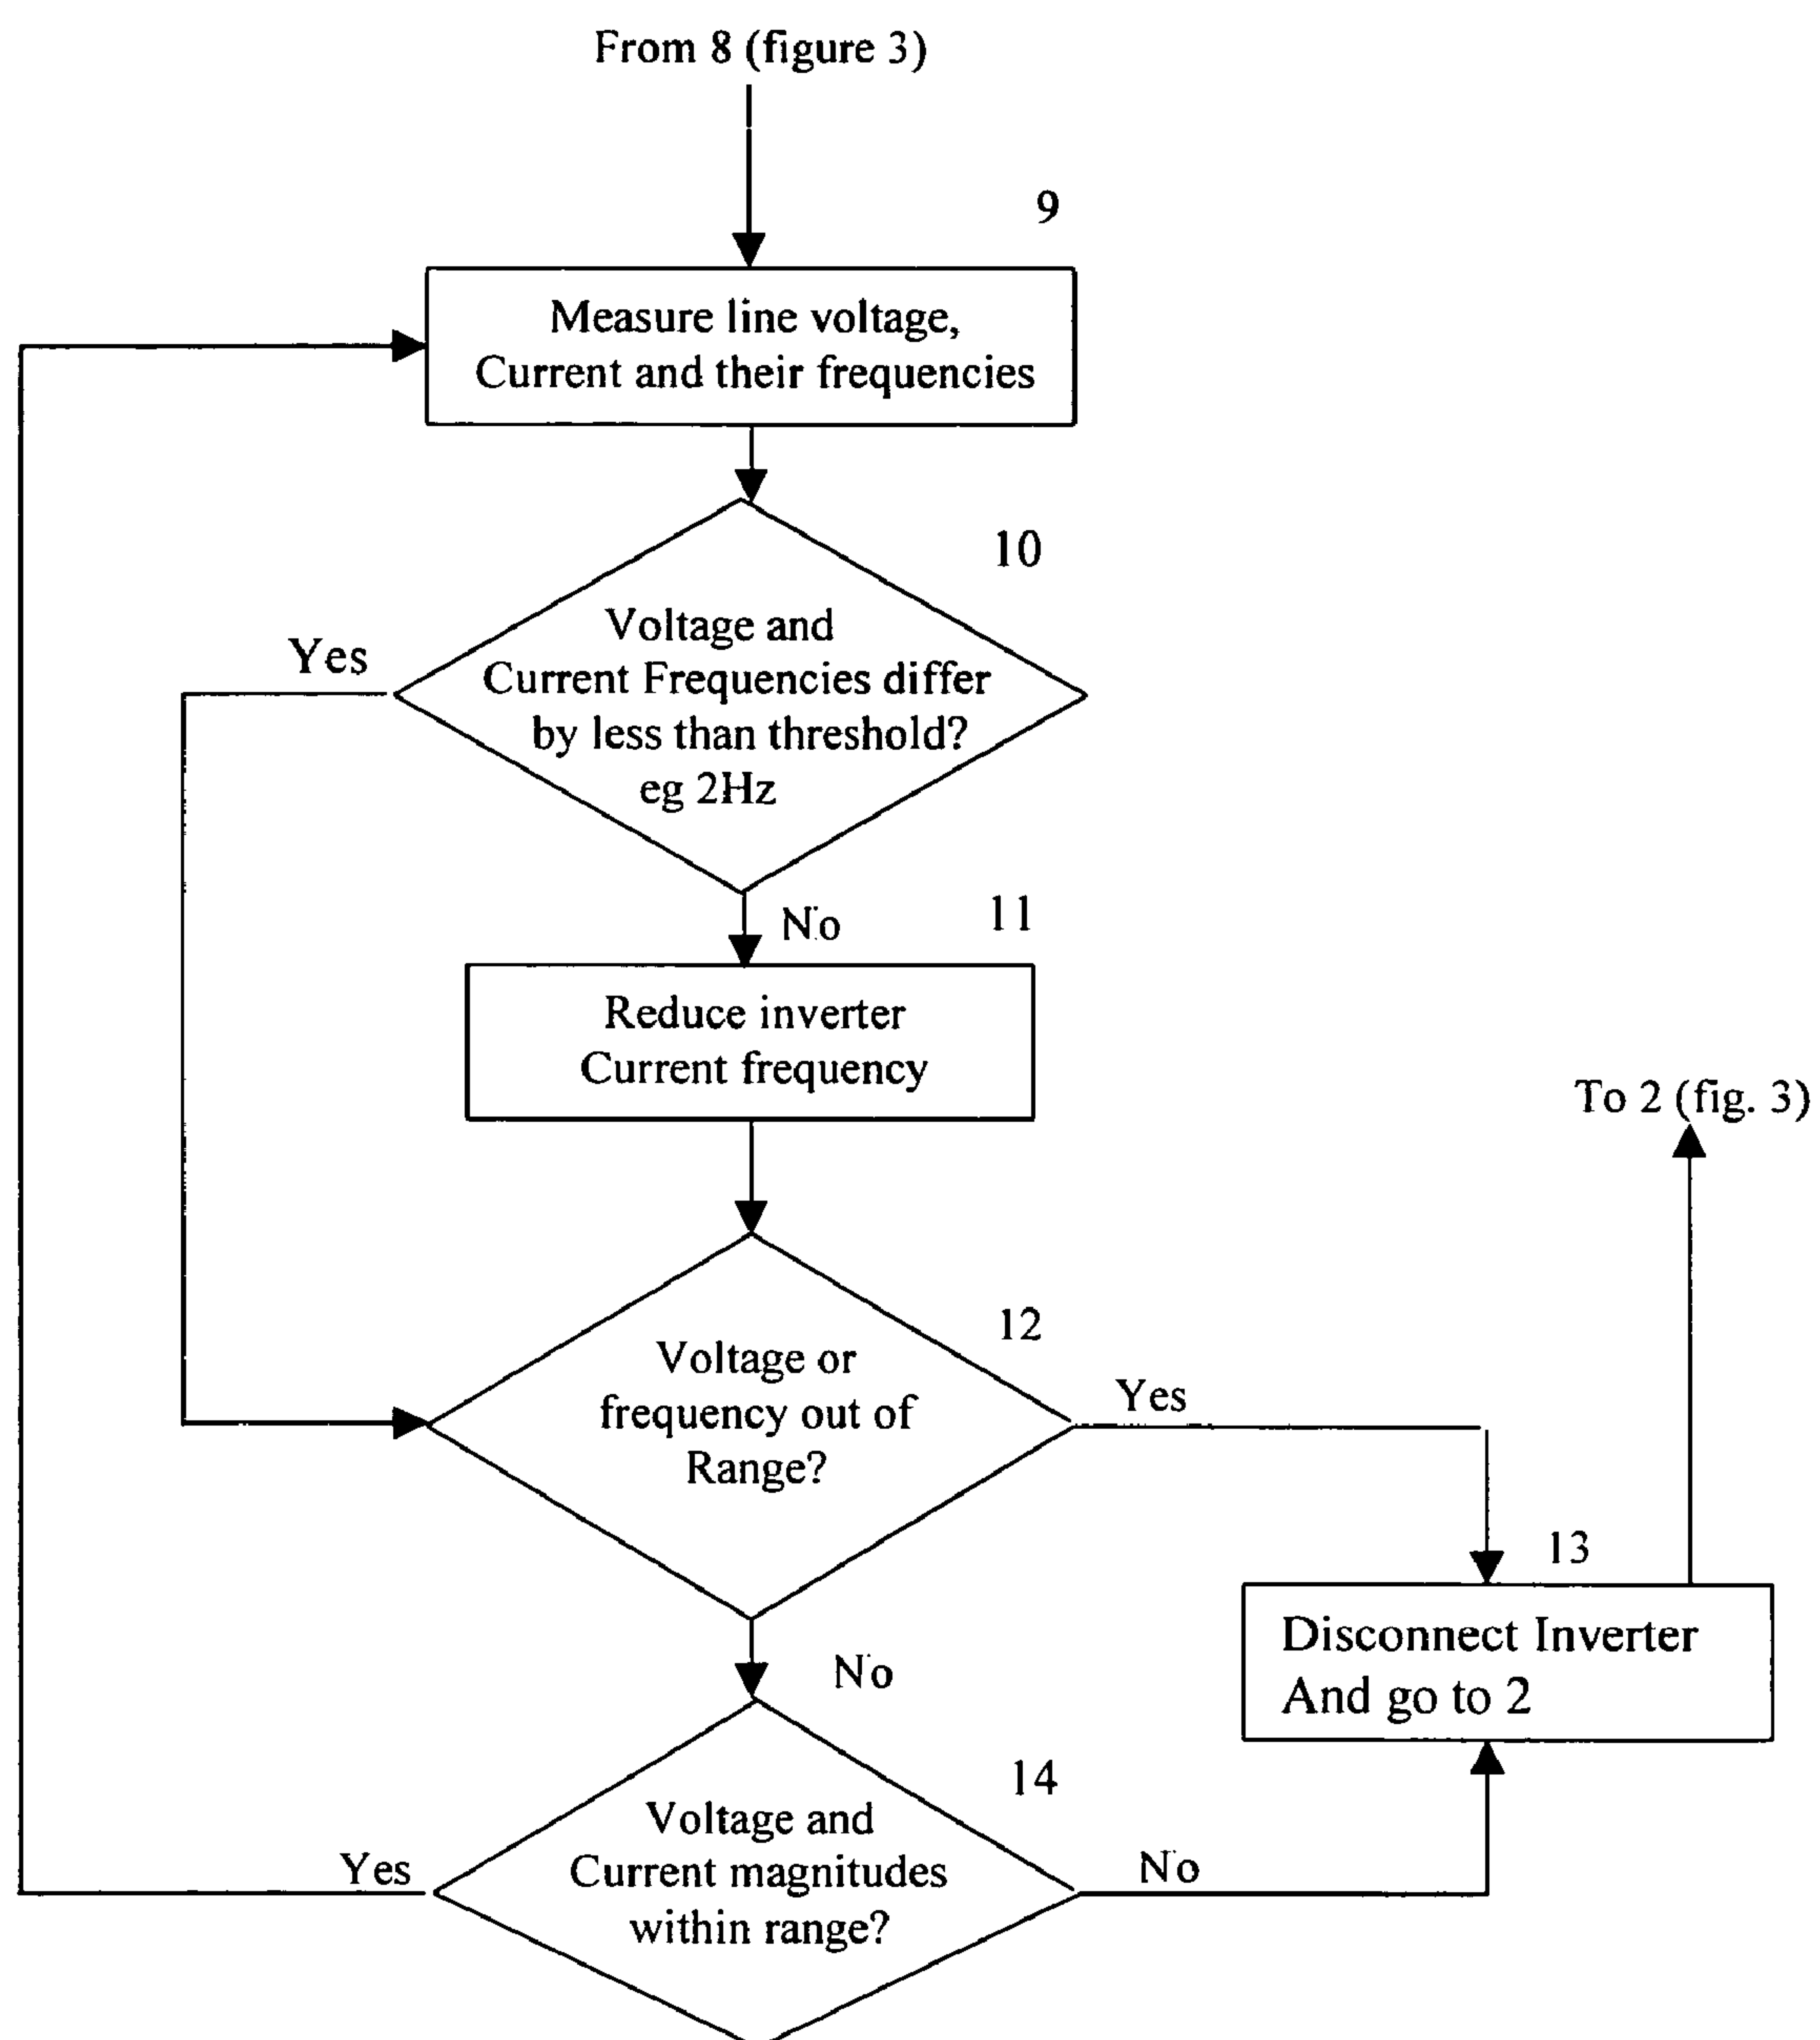 From 8 (figure 3)
9
Measure line voltage,
Current and their frequencies
10
Voltage and
Current Frequencies differ
by less than threshold?
eg 2Hz
Yes
No
11
Reduce inverter
Current frequency
To 2 (fig. 3)
12
Voltage or
frequency out of
Range?
Yes
No
13
Disconnect Inverter
And go to 2
14
Voltage and
Current magnitudes
within range?
Yes
No